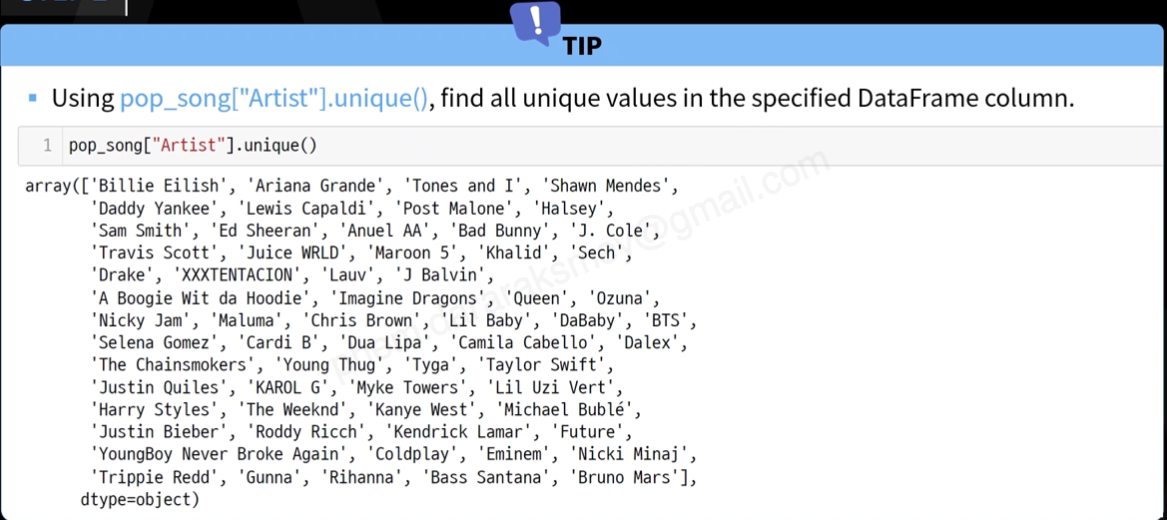 TIP
▪ Using pop_song["Artist"].unique(), find all unique values in the specified DataFrame column.
1 pop_song["Artist"].unique()
array(['Billie Eilish', 'Ariana Grande', 'Tones and I', 'Shawn Mendes',
'Daddy Yankee', 'Lewis Capaldi', 'Post Malone', 'Halsey',
'Sam Smith', 'Ed Sheeran', 'Anuel AA', 'Bad Bunny', 'J. Cole',
'Travis Scott', 'Juice WRLD', 'Maroon 5', 'Khalid', 'Sech',
'Drake', 'XXXTENTACION', 'Lauv', 'J Balvin',
'A Boogie Wit da Hoodie', 'Imagine Dragons', 'Queen', 'Ozuna',
'Nicky Jam', 'Maluma', 'Chris Brown', 'Lil Baby', 'DaBaby', 'BTS',
'Selena Gomez', 'Cardi B', 'Dua Lipa', 'Camila Cabello', 'Dalex',
'The Chainsmokers', 'Young Thug', 'Tyga', 'Taylor Swift',
'Justin Quiles', 'KAROL G', 'Myke Towers', 'Lil Uzi Vert',
'Harry Styles', 'The Weeknd', 'Kanye West', 'Michael Bublé',
'Justin Bieber', 'Roddy Ricch', 'Kendrick Lamar', 'Future',
'YoungBoy Never Broke Again', 'Coldplay', 'Eminem', 'Nicki Minaj',
'Trippie Redd', 'Gunna', 'Rihanna', 'Bass Santana', 'Bruno Mars'],
dtype=object)